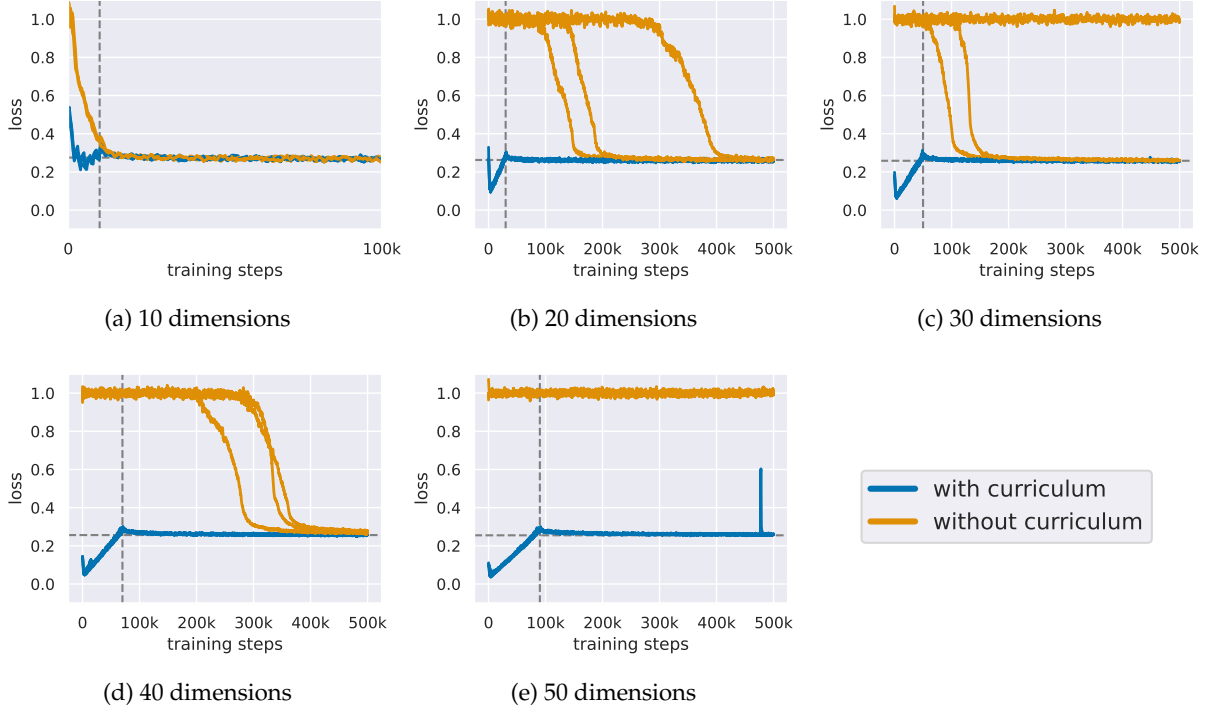 1.0
0.8
0.6
0.4
0.2
0.0
loss
0
100k
training steps
(a) 10 dimensions
1.0
0.8
0.6
0.4
0.2
0.0
loss
0 100k 200k 300k 400k 500k
training steps
(b) 20 dimensions
1.0
0.8
0.6
0.4
0.2
0.0
loss
0 100k 200k 300k 400k 500k
training steps
(c) 30 dimensions
1.0
0.8
0.6
0.4
0.2
0.0
loss
0 100k 200k 300k 400k 500k
training steps
(d) 40 dimensions
1.0
0.8
0.6
0.4
0.2
0.0
loss
0 100k 200k 300k 400k 500k
training steps
(e) 50 dimensions
with curriculum
without curriculum